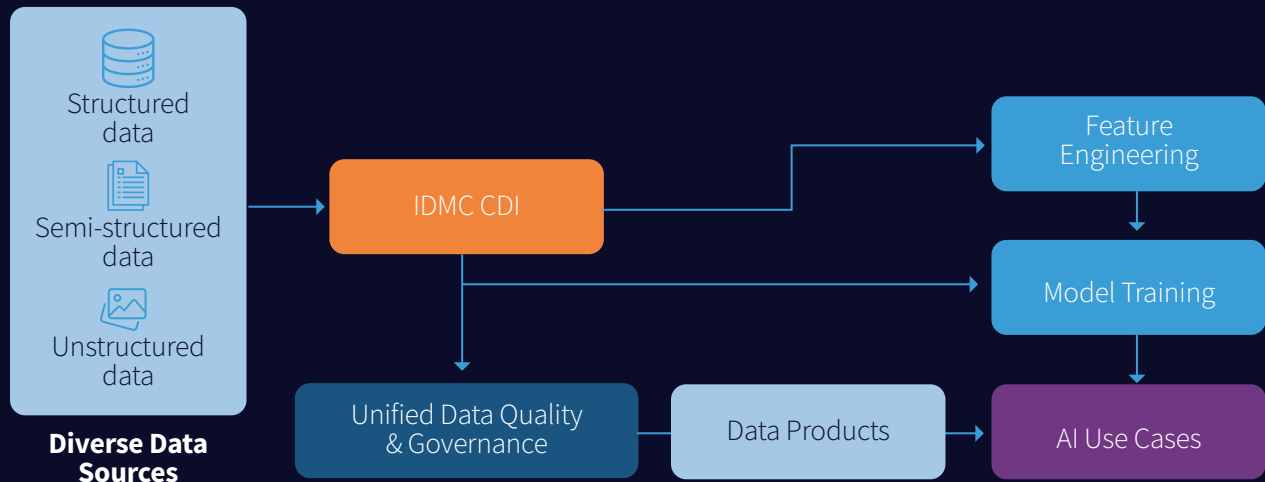 Structured
data
Semi-structured
data
Unstructured
data
Diverse Data
Sources
IDMC CDI
Feature
Engineering
Model Training
Unified Data Quality
& Governance
Data Products
AI Use Cases